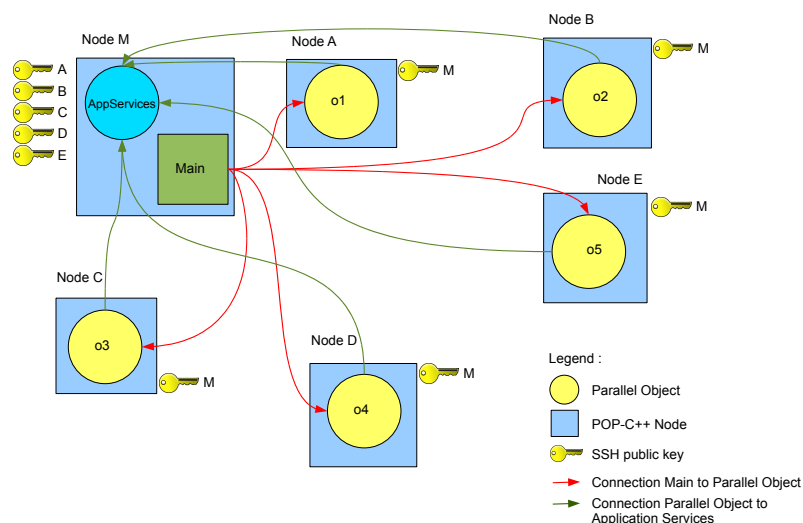 Node M
Node A
Node B
A
B
C
D
E
AppServices
Main
o1
M
o2
M
Node E
M
o5
Node C
o3
M
Node D
M
o4
Legend :
Parallel Object
POP-C++ Node
SSH public key
Connection Main to Parallel Object
Connection Parallel Object to
Application Services